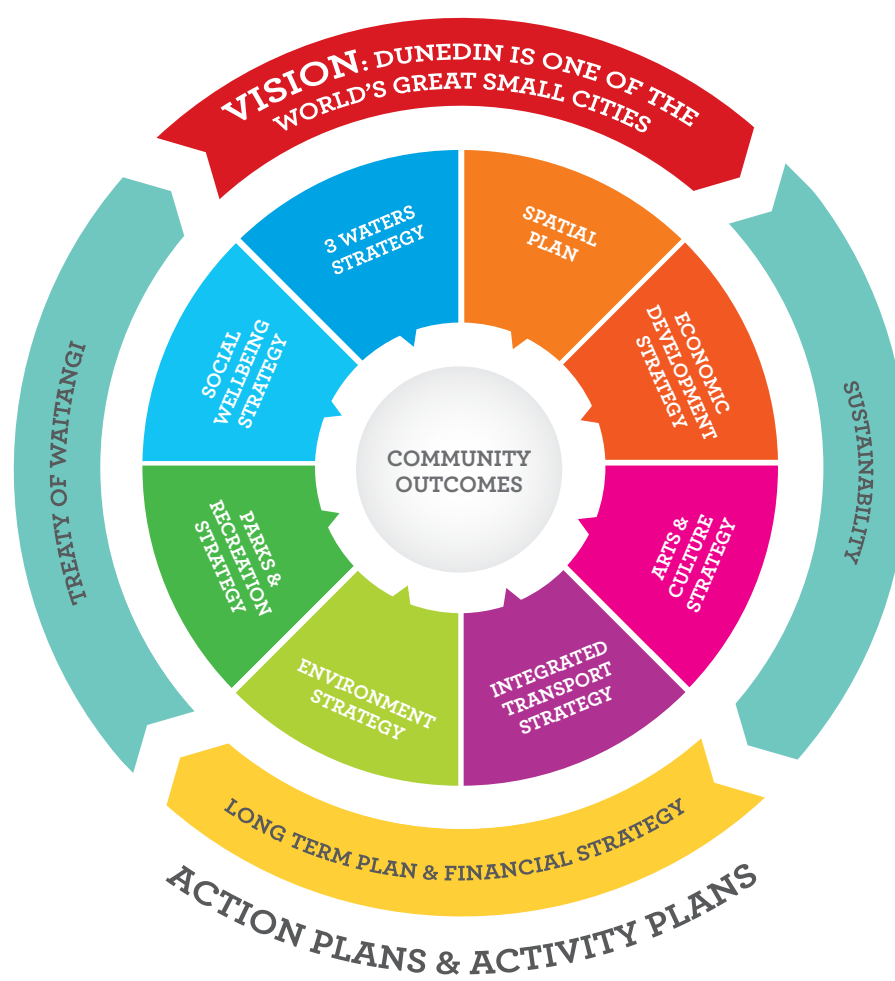 VISION: DUNEDIN IS ONE OF THE
WORLD'S GREAT SMALL CITIES
3 WATERS
STRATEGY
SPATIAL
PLAN
SOCIAL
WELLBEING
STRATEGY
ECONOMIC
DEVELOPMENT
STRATEGY
TREATY OF WAITANGI
COMMUNITY
OUTCOMES
SUSTAINABILITY
PARKS &
RECREATION
STRATEGY
ARTS &
CULTURE
STRATEGY
ENVIRONMENT
STRATEGY
INTEGRATED
TRANSPORT
STRATEGY
LONG TERM PLAN & FINANCIAL STRATEGY
ACTION PLANS & ACTIVITY PLANS